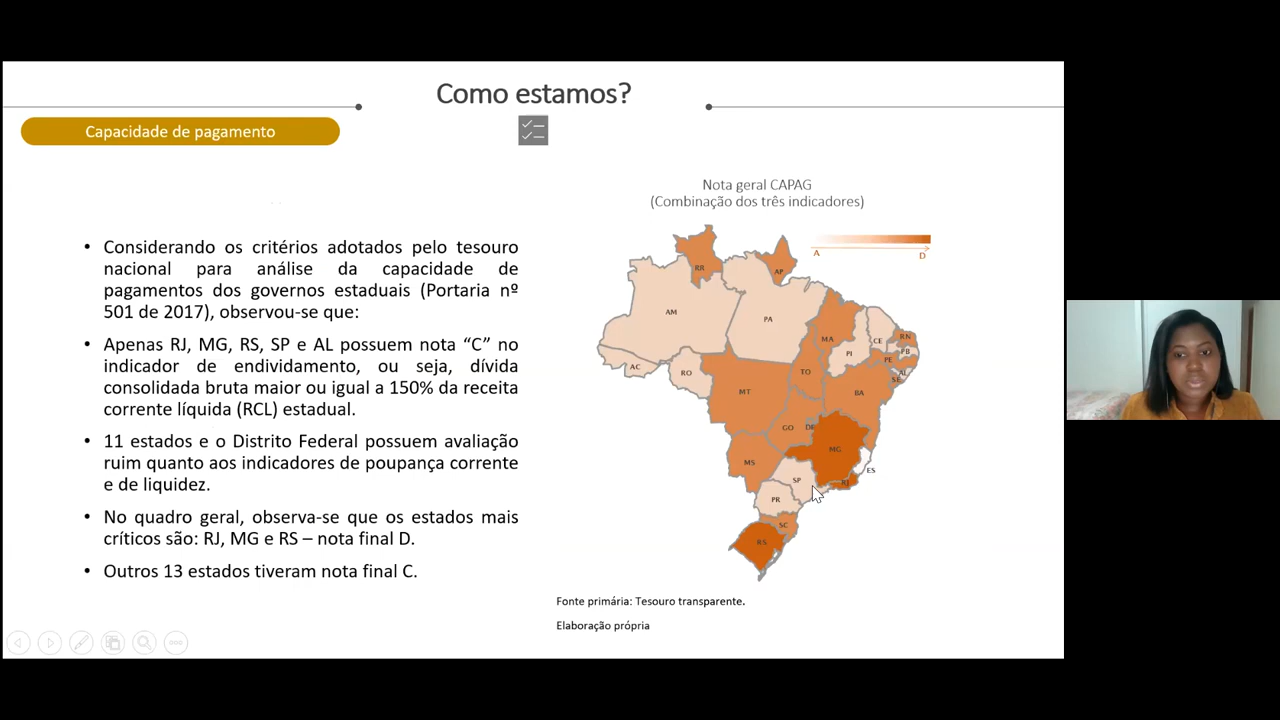 Como estamos?
Capacidade de pagamento
Nota geral CAPAG
(Combinação dos três indicadores)
A
D
• Considerando os critérios adotados pelo tesouro
nacional para análise da capacidade de
pagamentos dos governos estaduais (Portaria nº
501 de 2017), observou-se que:
• Apenas RJ, MG, RS, SP e AL possuem nota “C” no
indicador de endividamento, ou seja, dívida
consolidada bruta maior ou igual a 150% da receita
corrente líquida (RCL) estadual.
• 11 estados e o Distrito Federal possuem avaliação
ruim quanto aos indicadores de poupança corrente
e de liquidez.
• No quadro geral, observa-se que os estados mais
críticos são: RJ, MG e RS – nota final D.
• Outros 13 estados tiveram nota final C.
RR
AP
AM
PA
MA
CE
RN
PI
PB
PE
AC
RO
TO
AL
SE
MT
BA
GO
DF
MG
MS
ES
SP
RJ
PR
SC
RS
Fonte primária: Tesouro transparente.
Elaboração própria